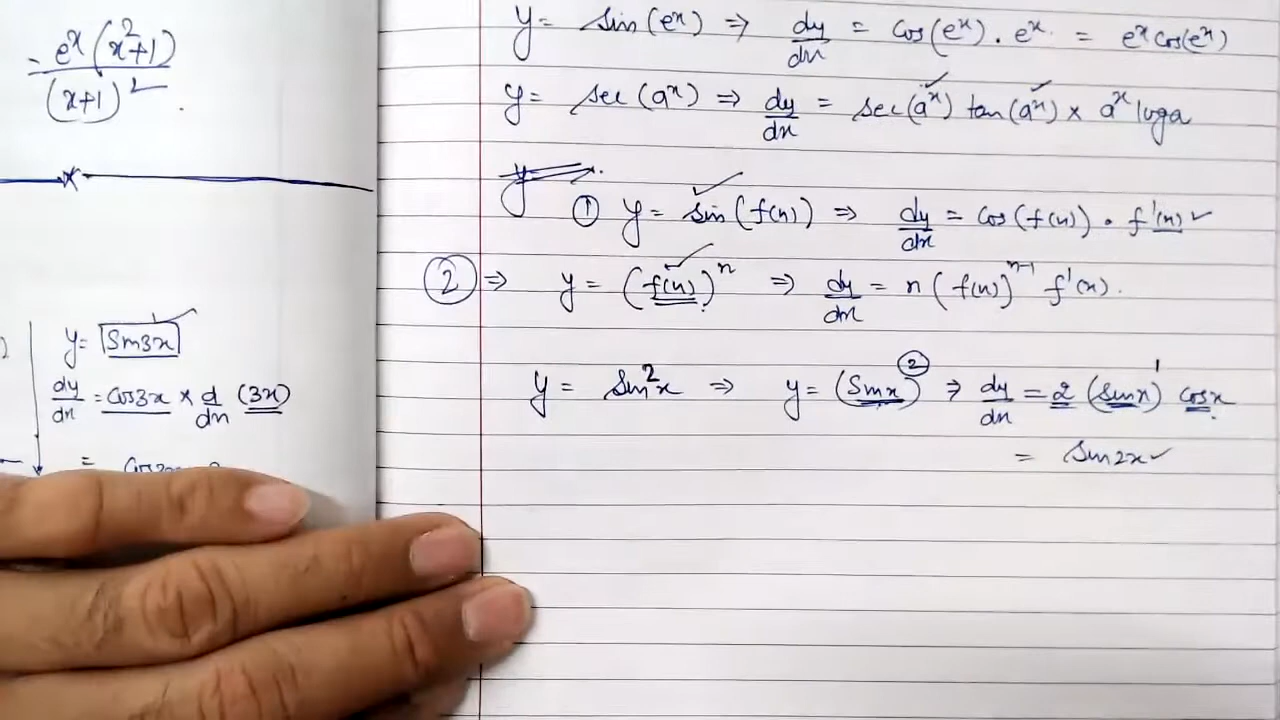 - e^x (x^2+1)
(x+1)^2 .
y = Sin3x
dy/dx = cos3x × d/dx (3x)
=
y = sin(e^x) ⇒ dy/dx = cos(e^x) . e^x. = e^x cos(e^x)
y = sec(a^x) ⇒ dy/dx = sec(a^x) tan(a^x) × a^x loga
y
① y = sin(f(x)) ⇒ dy/dx = cos(f(x)) . f'(x) ✓
② ⇒ y = (f(x))^n ⇒ dy/dx = n (f(x))^n-1 f'(x).
y = Sin^2 x ⇒ y = (Sinx)^2 ⇒ dy/dx = 2 (sinx)^1 cosx
= Sin2x ✓